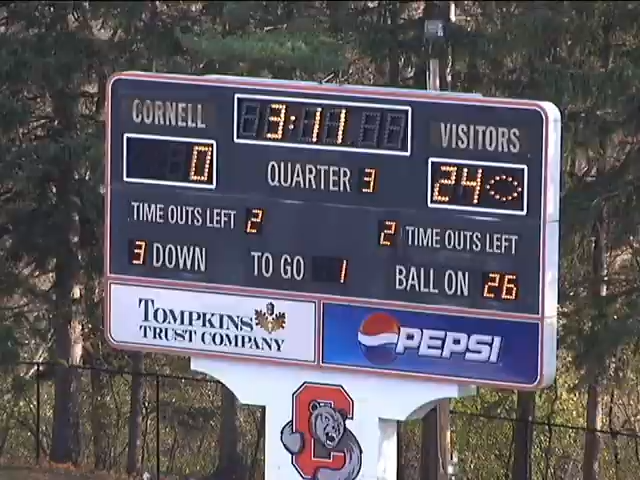 CORNELL 3:11 VISITORS
0 QUARTER 3 24
TIME OUTS LEFT 2 2 TIME OUTS LEFT
3 DOWN TO GO 1 BALL ON 26
TOMPKINS
TRUST COMPANY
PEPSI
C